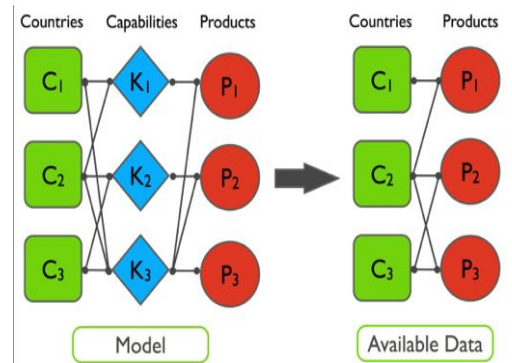 Countries Capabilities Products Countries Products
C1 K1 P1 C1 P1
C2 K2 P2 C2 P2
C3 K3 P3 C3 P3
Model Available Data